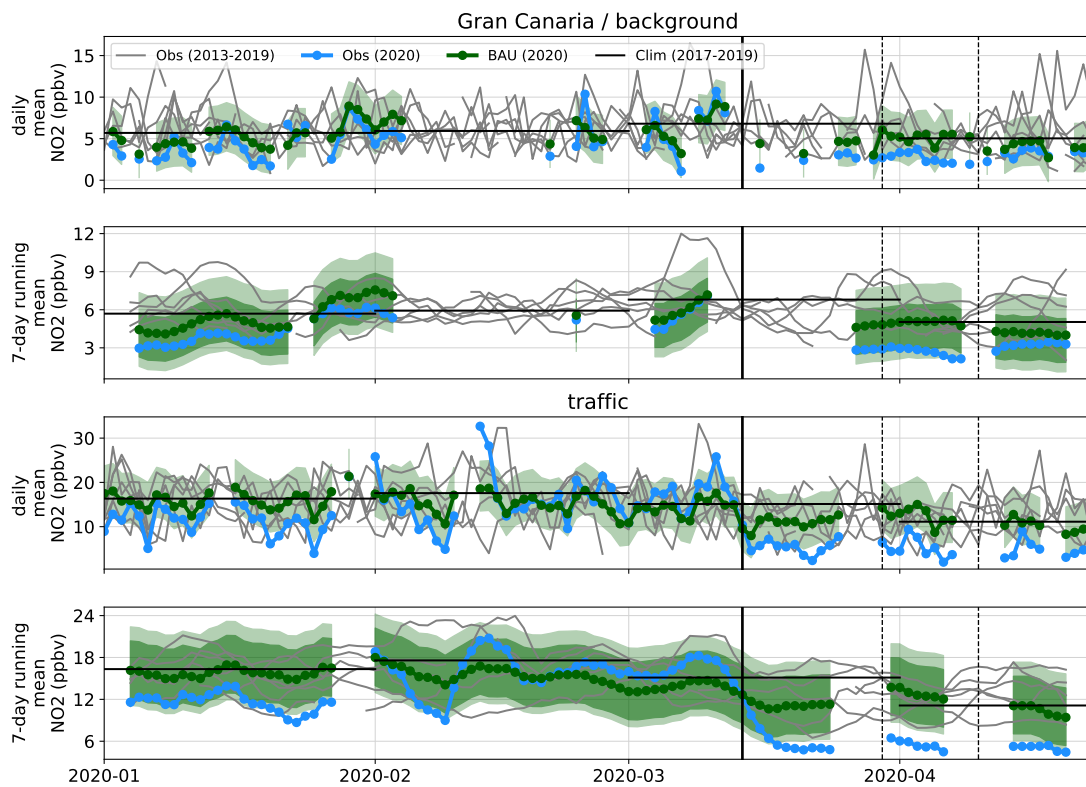 Gran Canaria / background
Obs (2013-2019) Obs (2020) BAU (2020) Clim (2017-2019)
daily
mean
NO2 (ppbv)
15
10
5
0
7-day running
mean
NO2 (ppbv)
12
9
6
3
traffic
daily
mean
NO2 (ppbv)
30
20
10
7-day running
mean
NO2 (ppbv)
24
18
12
6
2020-01 2020-02 2020-03 2020-04